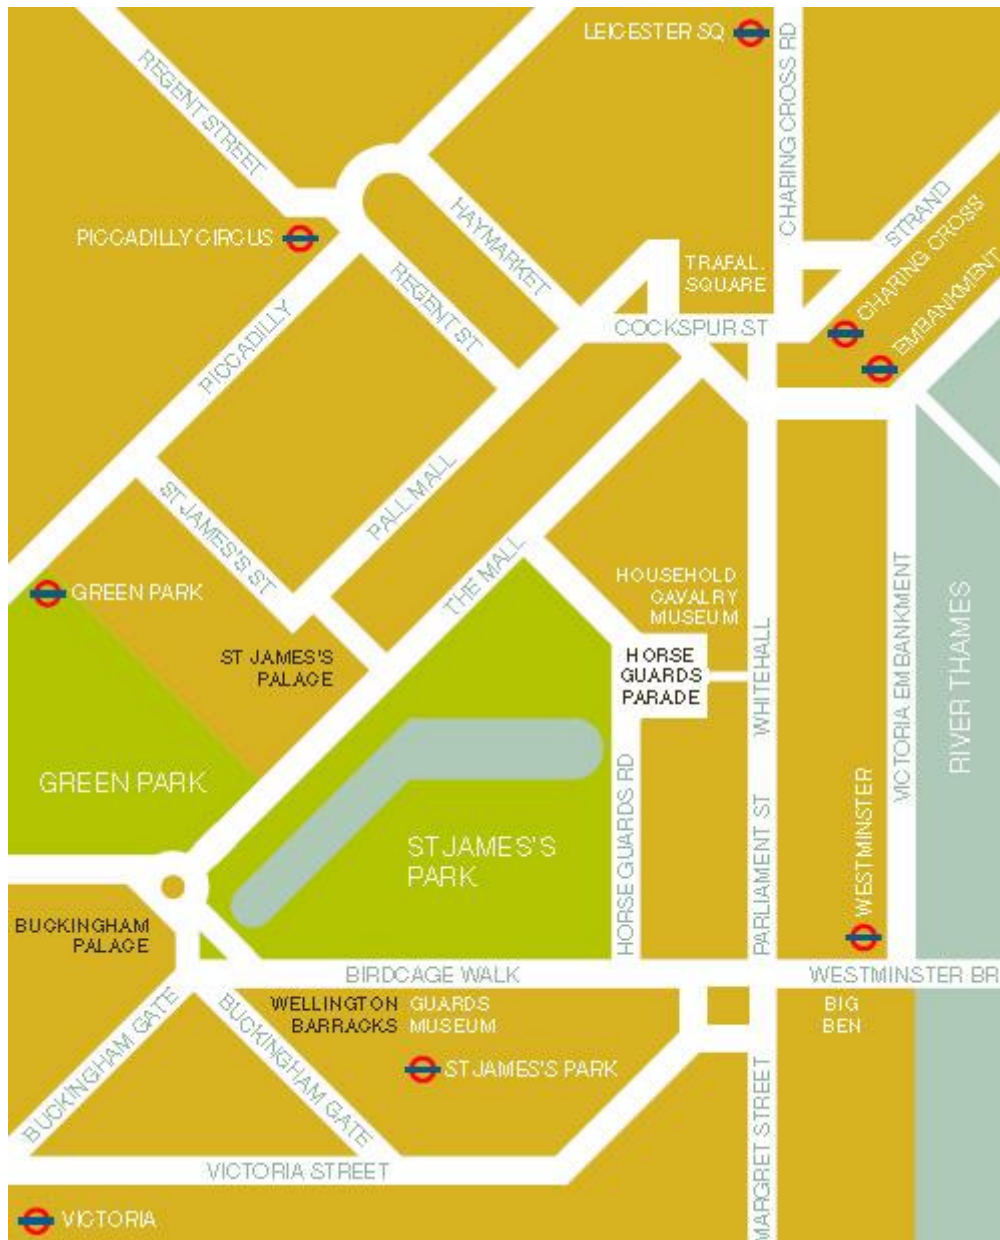 LEICESTER SQ
CHARING CROSS RD
REGENT STREET
HAYMARKET
STRAND
CHARING CROSS
EMBANKMENT
PICCADILLY CIRCUS
REGENT ST
TRAFAL.
SQUARE
COCKSPUR ST
PICCADILLY
PALL MALL
ST JAMES'S ST
THE MALL
GREEN PARK
HOUSEHOLD
CAVALRY
MUSEUM
ST JAMES'S
PALACE
HORSE
GUARDS
PARADE
WHITEHALL
VICTORIA EMBANKMENT
RIVER THAMES
GREEN PARK
HORSE GUARDS RD
PARLIAMENT ST
WESTMINSTER
ST JAMES'S
PARK
BUCKINGHAM
PALACE
BIRDCAGE WALK
WESTMINSTER BR
BUCKINGHAM GATE
BUCKINGHAM GATE
WELLINGTON
BARRACKS
GUARDS
MUSEUM
BIG
BEN
ST JAMES'S PARK
MARGRET STREET
VICTORIA STREET
VICTORIA